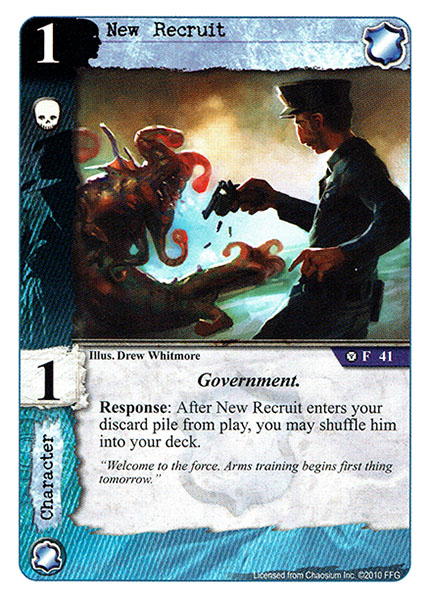 1
New Recruit
Illus. Drew Whitmore
F 41
1
Government.
Response: After New Recruit enters your
discard pile from play, you may shuffle him
into your deck.
“Welcome to the force. Arms training begins first thing
tomorrow.”
Character
Licensed from Chaosium Inc. ©2010 FFG